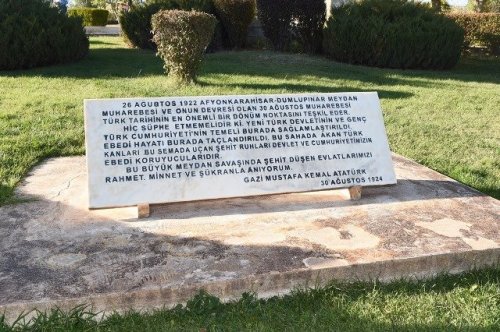 26 AĞUSTOS 1922 AFYONKARAHİSAR-DUMLUPINAR MEYDAN
MUHAREBESİ VE ONUN DEVRESİ OLAN 30 AĞUSTOS MUHAREBESİ
TÜRK TARİHİNİN EN ÖNEMLİ BİR DÖNÜM NOKTASINI TEŞKİL EDER.
HİÇ ŞÜPHE ETMEMELİDİR Kİ, YENİ TÜRK DEVLETİNİN VE GENÇ
TÜRK CUMHURİYETİNİN TEMELİ BURADA SAĞLAMLAŞTIRILDI.
EBEDİ HAYATI BURADA TAÇLANDIRILDI. BU SAHADA AKAN TÜRK
KANLARI BU SEMADA UÇAN ŞEHİT RUHLARI DEVLET VE CUMHURİYETİMİZİN
EBEDİ KORUYUCULARIDIR.
BU BÜYÜK MEYDAN SAVAŞINDA ŞEHİT DÜŞEN EVLATLARIMIZI
RAHMET, MİNNET VE ŞÜKRANLA ANIYORUM.
GAZİ MUSTAFA KEMAL ATATÜRK
30 AĞUSTOS 1924